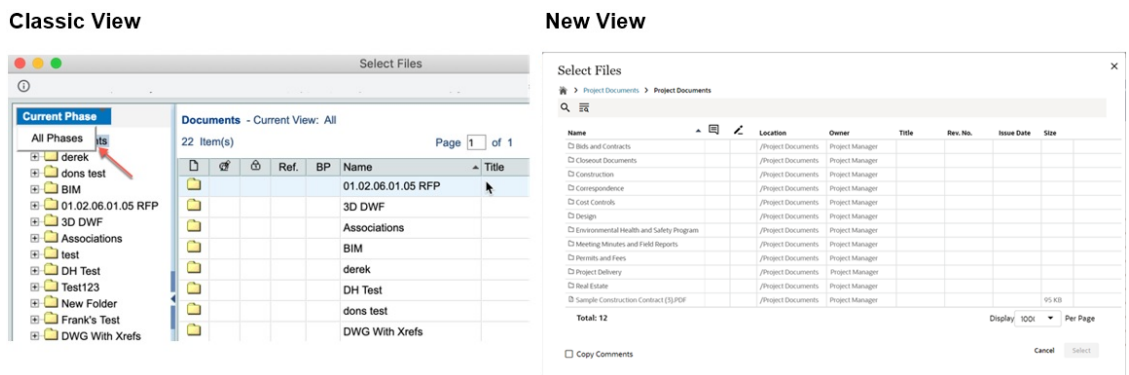 Classic View
Select Files
Current Phase
All Phases
nts
derek
dons test
BIM
01.02.06.01.05 RFP
3D DWF
Associations
test
DH Test
Test123
New Folder
Frank's Test
DWG With Xrefs
Documents - Current View: All
22 Item(s) Page 1 of 1
Ref. BP Name Title
01.02.06.01.05 RFP
3D DWF
Associations
BIM
derek
DH Test
dons test
DWG With Xrefs
New View
Select Files
Project Documents > Project Documents
Name Location Owner Title Rev. No. Issue Date Size
Bids and Contracts /Project Documents Project Manager
Closeout Documents /Project Documents Project Manager
Construction /Project Documents Project Manager
Correspondence /Project Documents Project Manager
Cost Controls /Project Documents Project Manager
Design /Project Documents Project Manager
Environmental Health and Safety Program /Project Documents Project Manager
Meeting Minutes and Field Reports /Project Documents Project Manager
Permits and Fees /Project Documents Project Manager
Project Delivery /Project Documents Project Manager
Real Estate /Project Documents Project Manager
Sample Construction Contract (3).PDF /Project Documents Project Manager 95 KB
Total: 12
Display Per Page
Copy Comments
Cancel Select